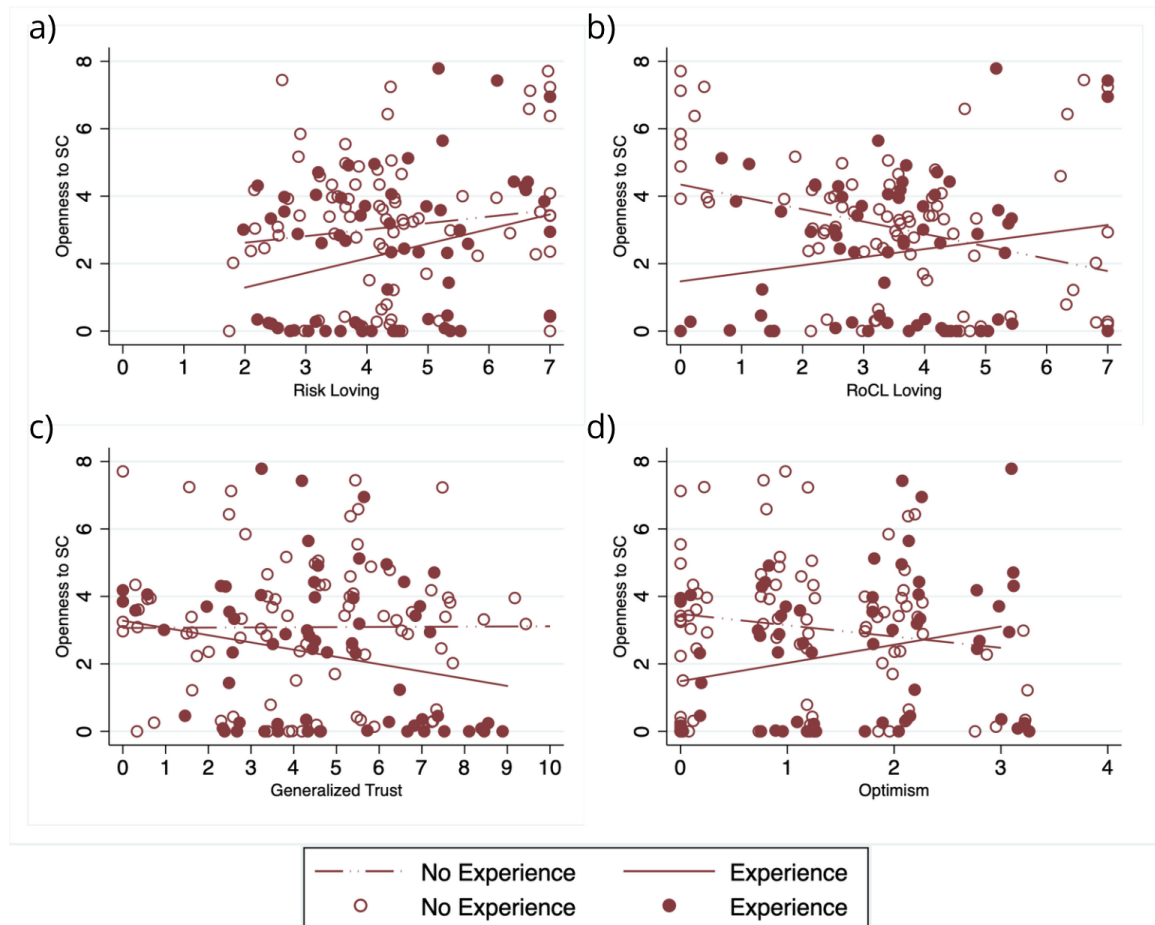 a)
8
6
4
2
0
Openness to SC
0 1 2 3 4 5 6 7
Risk Loving
b)
8
6
4
2
0
Openness to SC
0 1 2 3 4 5 6 7
RoCL Loving
c)
8
6
4
2
0
Openness to SC
0 1 2 3 4 5 6 7 8 9 10
Generalized Trust
d)
8
6
4
2
0
Openness to SC
0 1 2 3 4
Optimism
No Experience Experience
No Experience Experience